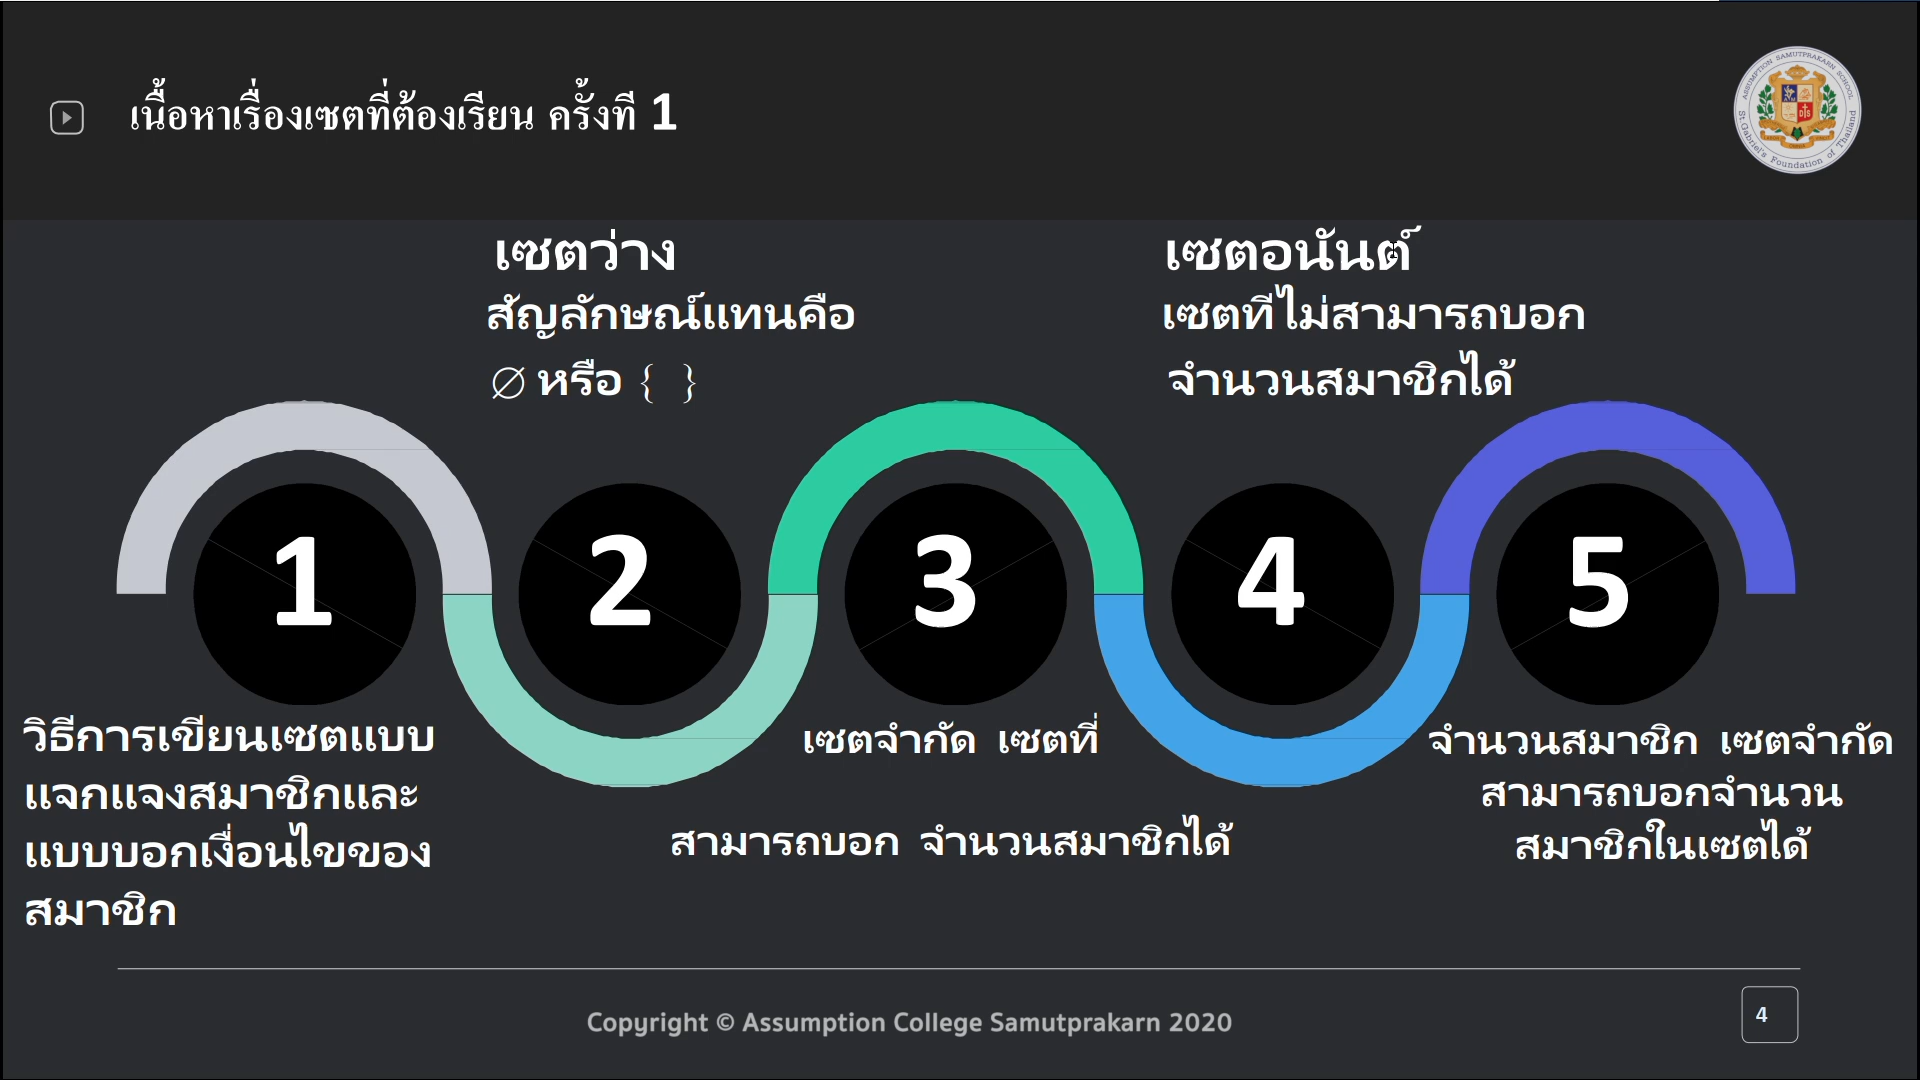 เนื้อหาเรื่องเซตที่ต้องเรียน ครั้งที่ 1
ASSUMPTION SAMUTPRAKARN SCHOOL
St. Gabriel's Foundation of Thailand
เซตว่าง
สัญลักษณ์แทนคือ
∅ หรือ { }
เซตอนันต์
เซตที่ไม่สามารถบอก
จำนวนสมาชิกได้
1
2
3
4
5
วิธีการเขียนเซตแบบ
แจกแจงสมาชิกและ
แบบบอกเงื่อนไขของ
สมาชิก
เซตจำกัด เซตที่
สามารถบอก จำนวนสมาชิกได้
จำนวนสมาชิก เซตจำกัด
สามารถบอกจำนวน
สมาชิกในเซตได้
Copyright © Assumption College Samutprakarn 2020
4